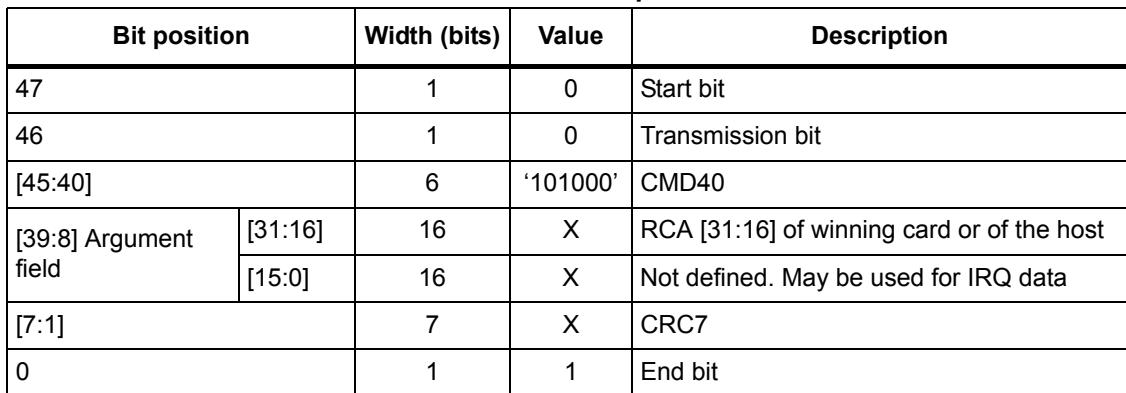 Bit position Width (bits) Value Description
47 1 0 Start bit
46 1 0 Transmission bit
[45:40] 6 ‘101000’ CMD40
[39:8] Argument field [31:16] 16 X RCA [31:16] of winning card or of the host
[15:0] 16 X Not defined. May be used for IRQ data
[7:1] 7 X CRC7
0 1 1 End bit